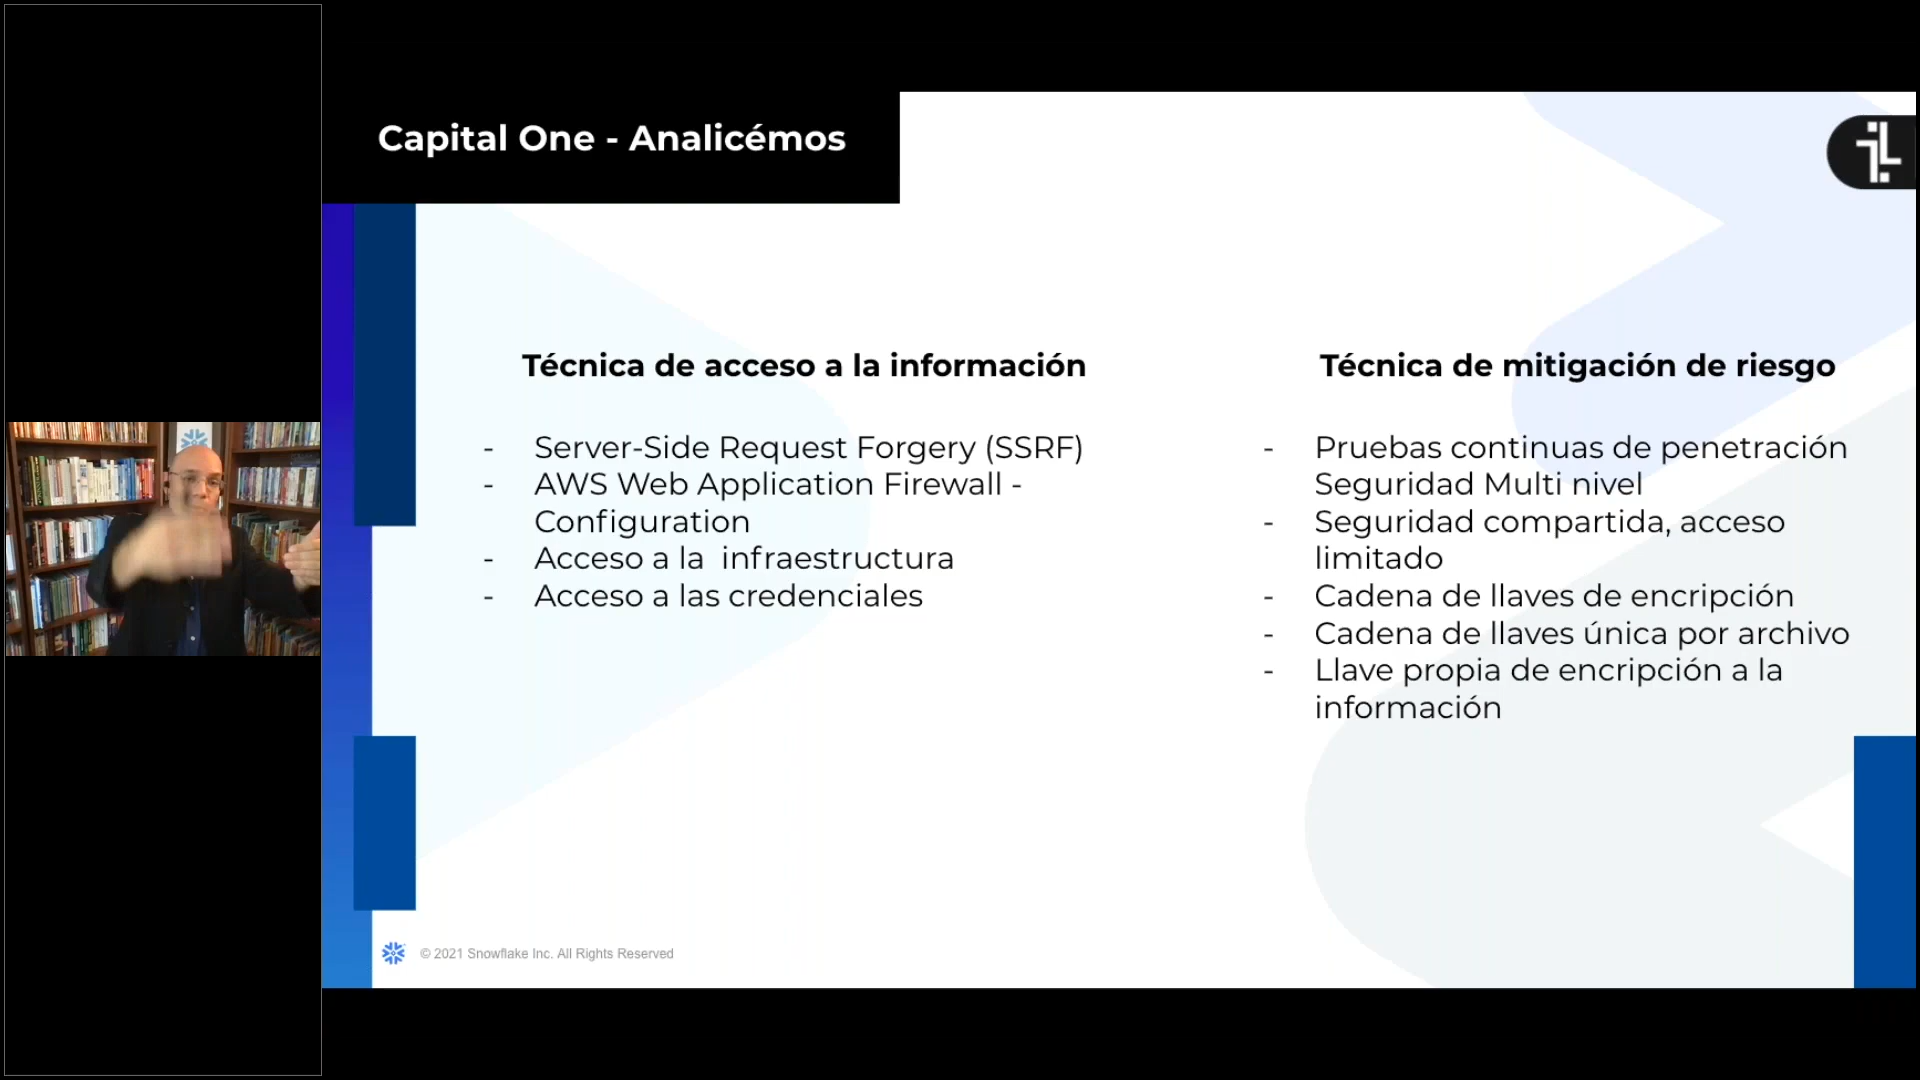 Capital One - Analicémos
Técnica de acceso a la información
- Server-Side Request Forgery (SSRF)
- AWS Web Application Firewall -
Configuration
- Acceso a la infraestructura
- Acceso a las credenciales
Técnica de mitigación de riesgo
- Pruebas continuas de penetración
Seguridad Multi nivel
- Seguridad compartida, acceso
limitado
- Cadena de llaves de encripción
- Cadena de llaves única por archivo
- Llave propia de encripción a la
información
© 2021 Snowflake Inc. All Rights Reserved